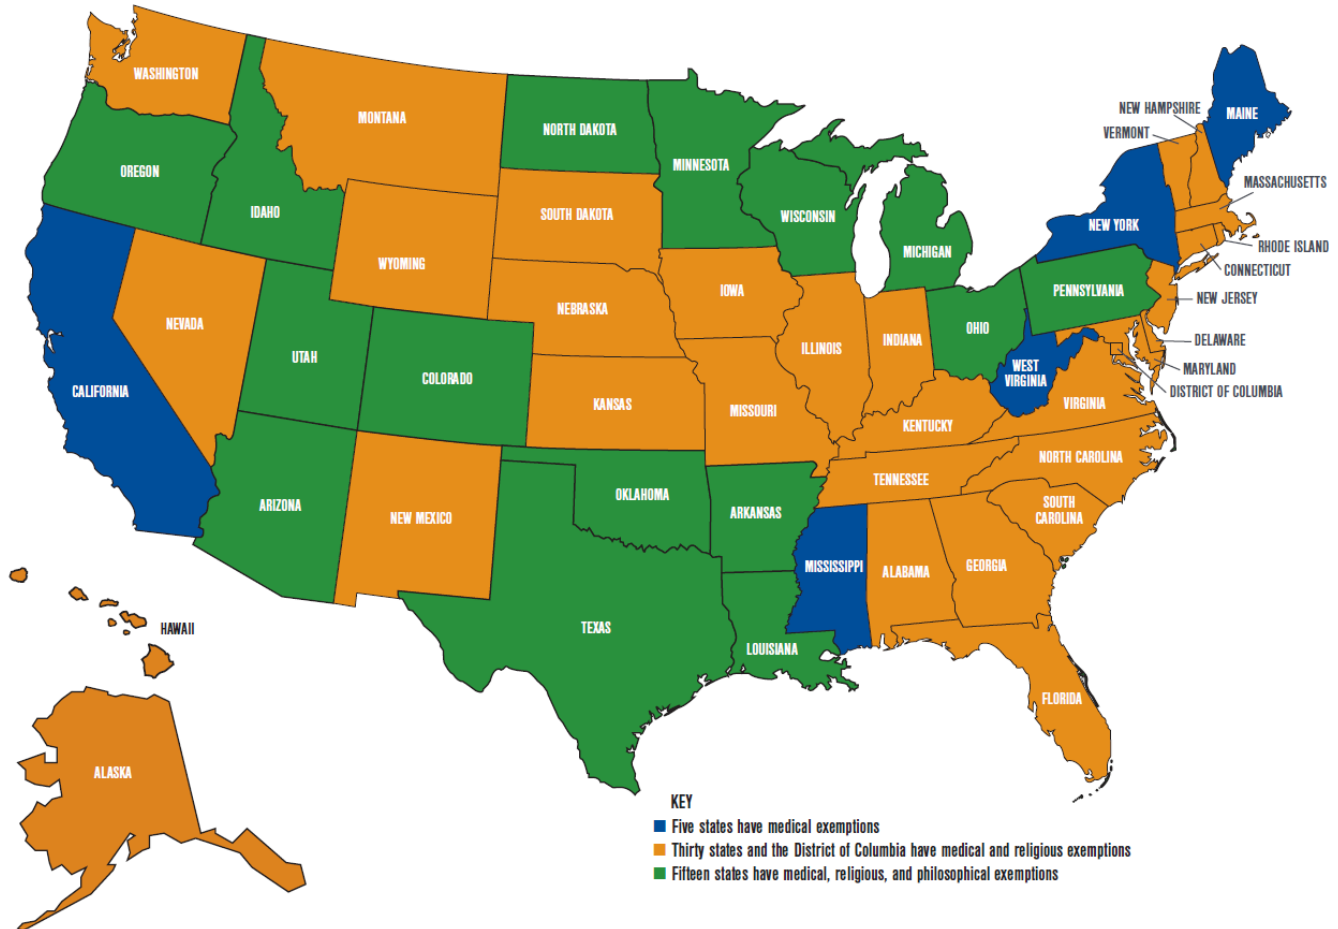 WASHINGTON
MONTANA
NORTH DAKOTA
MINNESOTA
OREGON
IDAHO
SOUTH DAKOTA
WISCONSIN
MICHIGAN
NEW HAMPSHIRE
VERMONT
MAINE
MASSACHUSETTS
NEW YORK
RHODE ISLAND
CONNECTICUT
WYOMING
IOWA
PENNSYLVANIA
NEW JERSEY
NEVADA
NEBRASKA
OHIO
INDIANA
ILLINOIS
DELAWARE
UTAH
COLORADO
WEST
VIRGINIA
MARYLAND
DISTRICT OF COLUMBIA
CALIFORNIA
KANSAS
MISSOURI
VIRGINIA
KENTUCKY
NORTH CAROLINA
TENNESSEE
ARIZONA
NEW MEXICO
OKLAHOMA
ARKANSAS
SOUTH
CAROLINA
MISSISSIPPI
ALABAMA
GEORGIA
HAWAII
TEXAS
LOUISIANA
FLORIDA
ALASKA
KEY
Five states have medical exemptions
Thirty states and the District of Columbia have medical and religious exemptions
Fifteen states have medical, religious, and philosophical exemptions